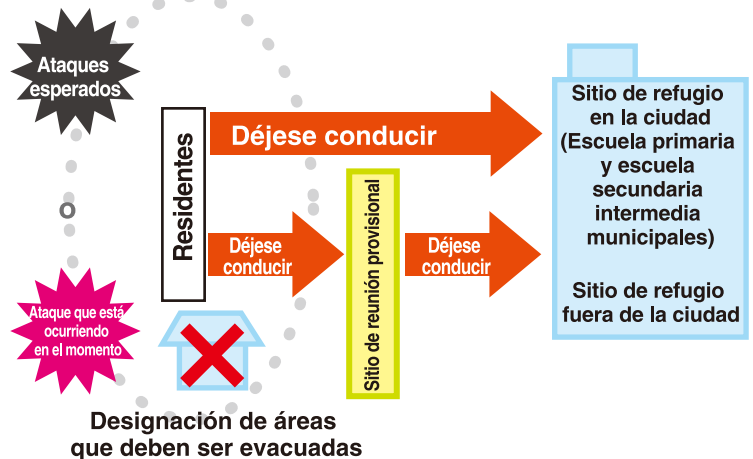 Ataques
esperados
o
Ataque que está
ocurriendo
en el momento
Residentes
Déjese conducir
Déjese
conducir
Sitio de reunión provisional
Déjese
conducir
Sitio de refugio
en la ciudad
(Escuela primaria
y escuela
secundaria
intermedia
municipales)
Sitio de refugio
fuera de la ciudad
Designación de áreas
que deben ser evacuadas